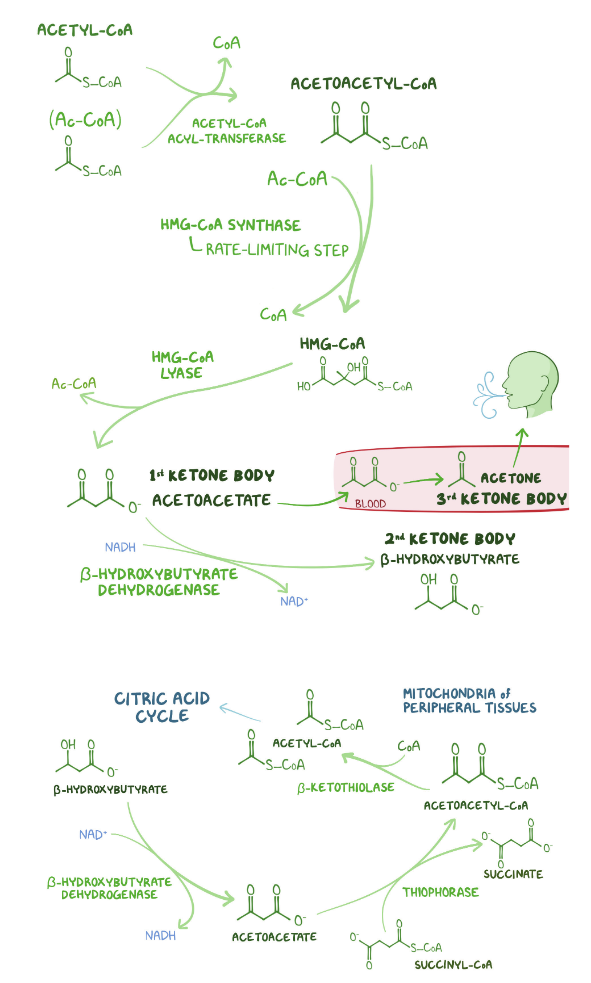 ACETYL-CoA
O
S-CoA
(Ac-CoA)
O
S-CoA
CoA
ACETYL-CoA
ACYL-TRANSFERASE
ACETOACETYL-CoA
O O
S-CoA
Ac-CoA
HMG-CoA SYNTHASE
RATE-LIMITING STEP
CoA
HMG-CoA
O OH O
HO S-CoA
HMG-CoA
LYASE
Ac-CoA
O O
O⁻
1st KETONE BODY
ACETOACETATE
O O
O⁻
BLOOD
O
ACETONE
3rd KETONE BODY
NADH
β-HYDROXYBUTYRATE
DEHYDROGENASE
NAD⁺
2nd KETONE BODY
β-HYDROXYBUTYRATE
OH O
O⁻
CITRIC ACID
CYCLE
O
S-CoA
ACETYL-CoA
O
S-CoA
MITOCHONDRIA of
PERIPHERAL TISSUES
CoA
β-KETOTHIOLASE
O O
S-CoA
ACETOACETYL-CoA
OH O
O⁻
β-HYDROXYBUTYRATE
NAD⁺
β-HYDROXYBUTYRATE
DEHYDROGENASE
NADH
O O
O⁻
ACETOACETATE
THIOPHORASE
O
O⁻ O⁻
O
SUCCINATE
O⁻ O
S-CoA
O
SUCCINYL-CoA